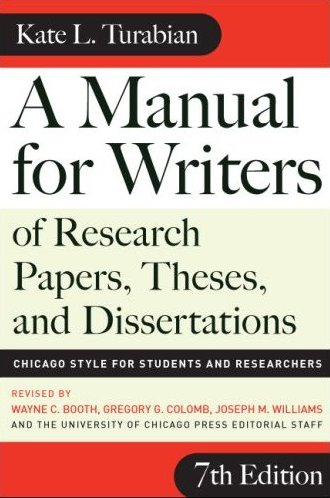 Kate L. Turabian
A Manual
for Writers
of Research
Papers, Theses,
and Dissertations
CHICAGO STYLE FOR STUDENTS AND RESEARCHERS
REVISED BY
WAYNE C. BOOTH, GREGORY G. COLOMB, JOSEPH M. WILLIAMS
AND THE UNIVERSITY OF CHICAGO PRESS EDITORIAL STAFF
7th Edition